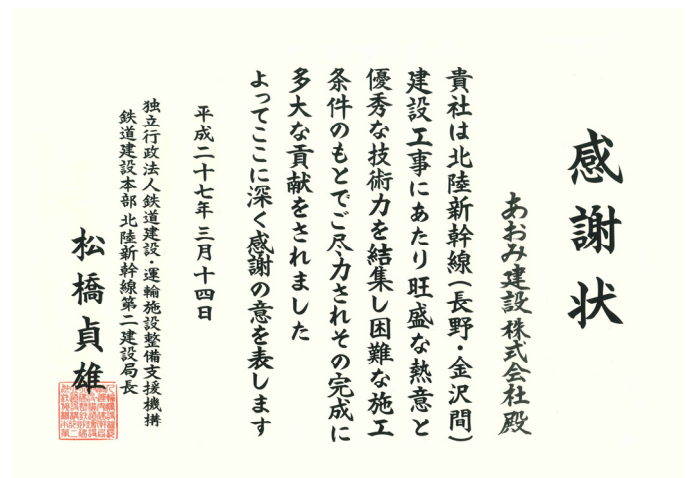 感謝状
あおみ建設株式会社殿
貴社は北陸新幹線(長野・金沢間)
建設工事にあたり旺盛な熱意と
優秀な技術力を結集し困難な施工
条件のもとでご尽力されその完成に
多大な貢献をされました
よってここに深く感謝の意を表します
平成二十七年三月十四日
独立行政法人鉄道建設・運輸施設整備支援機構
鉄道建設本部北陸新幹線第二建設局長
松橋貞雄